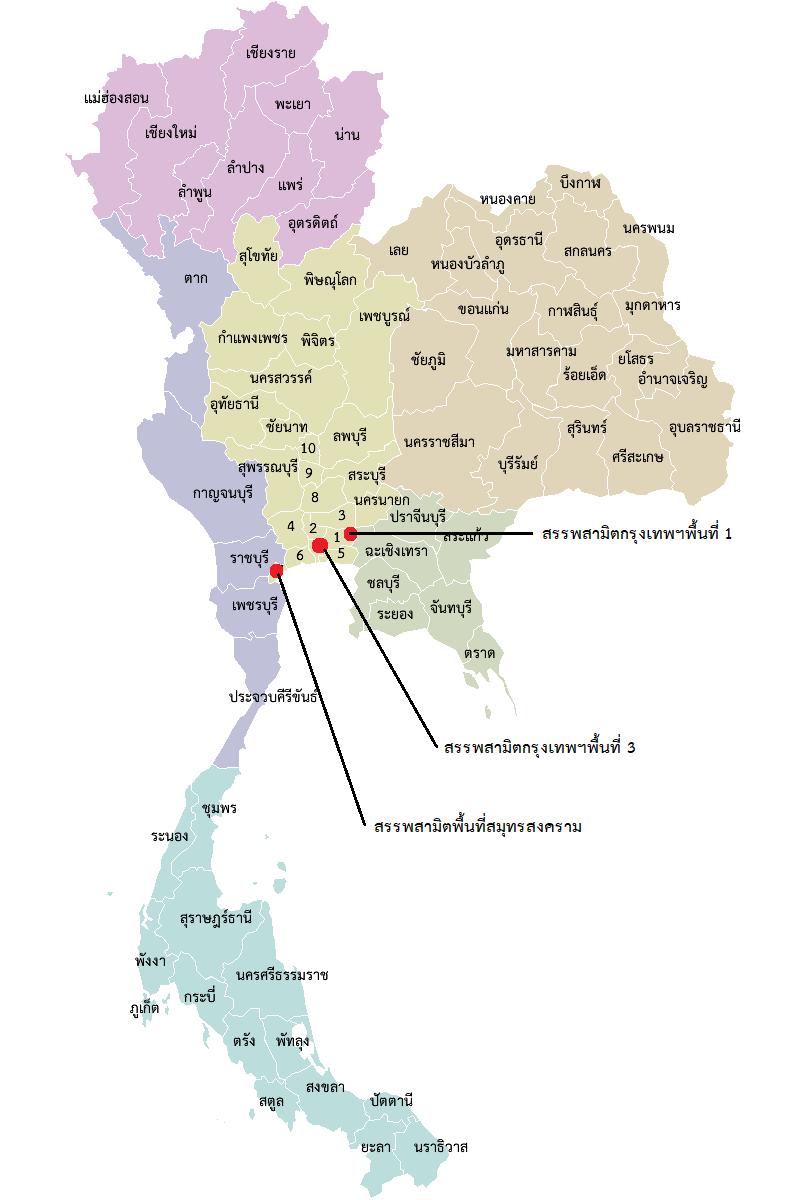 เชียงราย
แม่ฮ่องสอน
พะเยา
เชียงใหม่
น่าน
ลำปาง
แพร่
ลำพูน
อุตรดิตถ์
บึงกาฬ
หนองคาย
นครพนม
อุดรธานี
เลย
สกลนคร
สุโขทัย
หนองบัวลำภู
ตาก
พิษณุโลก
เพชบูรณ์
ขอนแก่น
กาฬสินธุ์
มุกดาหาร
กำแพงเพชร
พิจิตร
ชัยภูมิ
มหาสารคาม
ยโสธร
ร้อยเอ็ด
อำนาจเจริญ
นครสวรรค์
อุทัยธานี
ชัยนาท
ลพบุรี
นครราชสีมา
สุรินทร์
อุบลราชธานี
10
ศรีสะเกษ
บุรีรัมย์
สุพรรณบุรี
9
สระบุรี
กาญจนบุรี
8
นครนายก
3
ปราจีนบุรี
4
2
1
สระแก้ว
สรรพสามิตกรุงเทพฯพื้นที่ 1
6
5
ฉะเชิงเทรา
ราชบุรี
ชลบุรี
เพชรบุรี
ระยอง
จันทบุรี
ตราด
ประจวบคีรีขันธ์
สรรพสามิตกรุงเทพฯพื้นที่ 3
ชุมพร
สรรพสามิตพื้นที่สมุทรสงคราม
ระนอง
สุราษฎร์ธานี
พังงา
นครศรีธรรมราช
กระบี่
ภูเก็ต
ตรัง
พัทลุง
สงขลา
สตูล
ปัตตานี
ยะลา
นราธิวาส